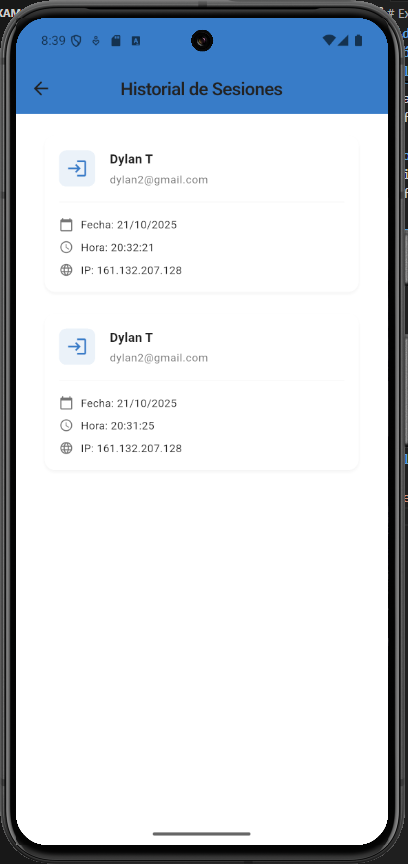 8:39
Historial de Sesiones
Dylan T
dylan2@gmail.com
Fecha: 21/10/2025
Hora: 20:32:21
IP: 161.132.207.128
Dylan T
dylan2@gmail.com
Fecha: 21/10/2025
Hora: 20:31:25
IP: 161.132.207.128